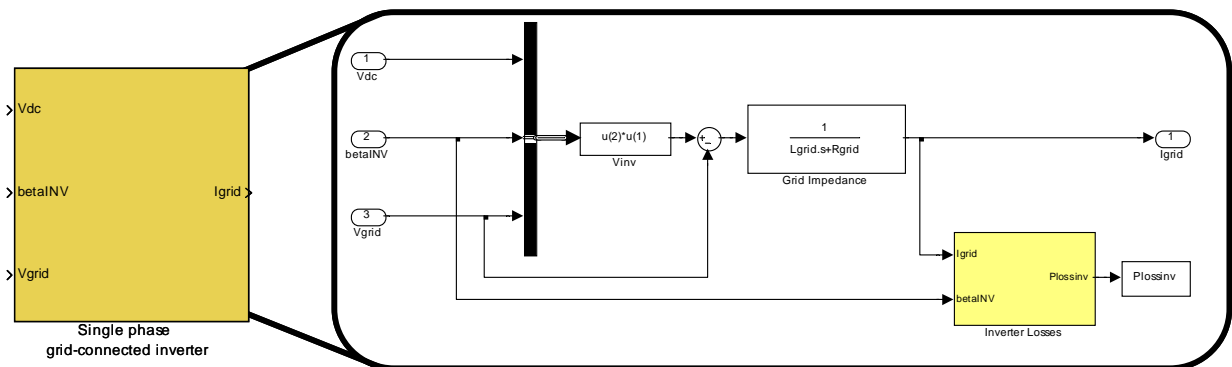 Vdc
betaINV
Vgrid
Igrid
Single phase
grid-connected inverter
1
Vdc
2
betaINV
3
Vgrid
u(2)*u(1)
Vinv
+
−
1
Lgrid.s+Rgrid
Grid Impedance
1
Igrid
Igrid
betaINV
Plossinv
Inverter Losses
Plossinv